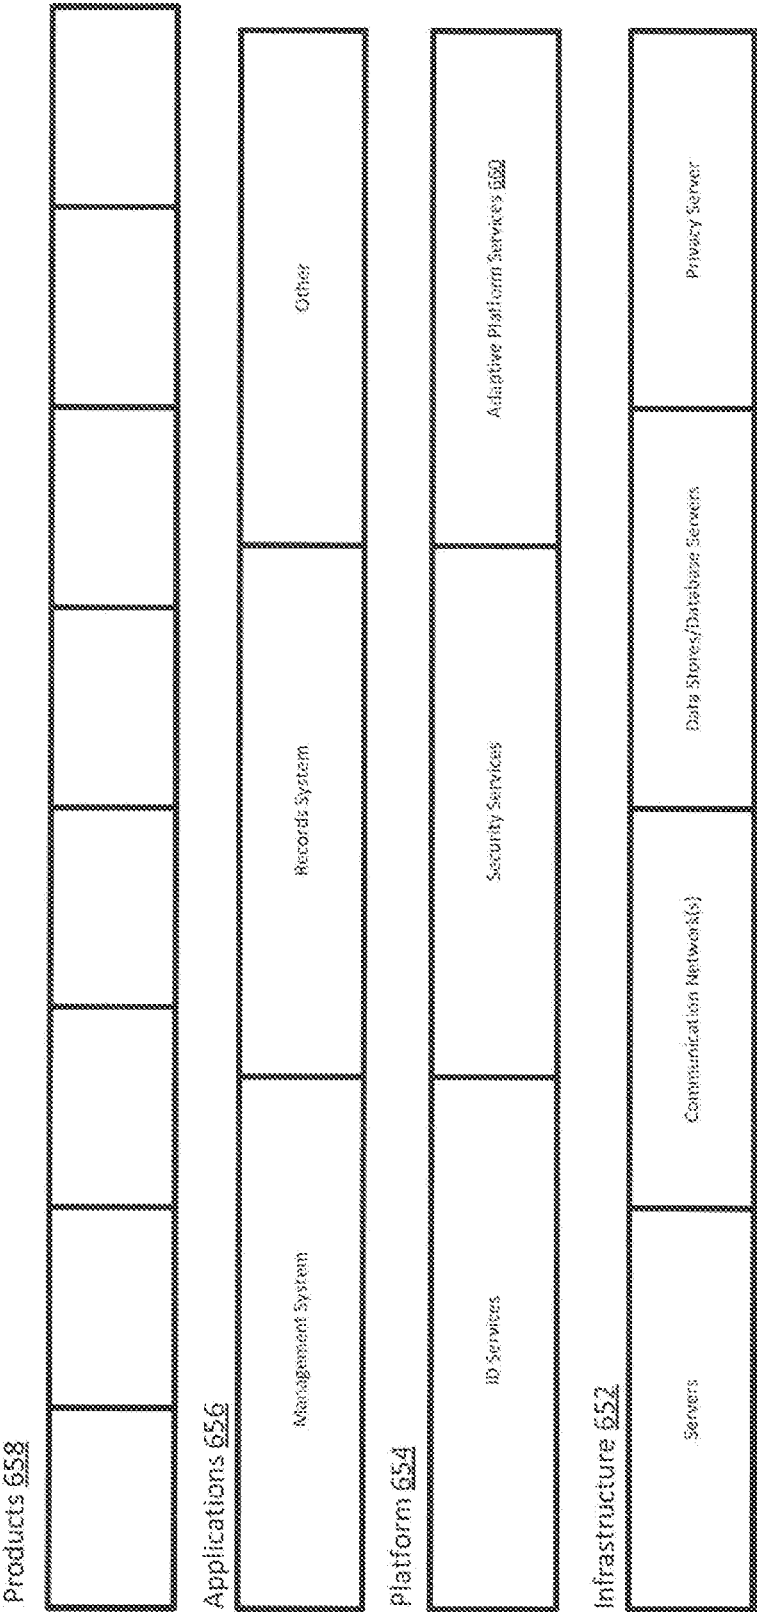 Products 658
Applications 656
Management System
Records System
Other
Platform 654
ID Services
Security Services
Adaptive Platform Services 660
Infrastructure 652
Servers
Communication Network(s)
Data Stores/Database Servers
Privacy Server